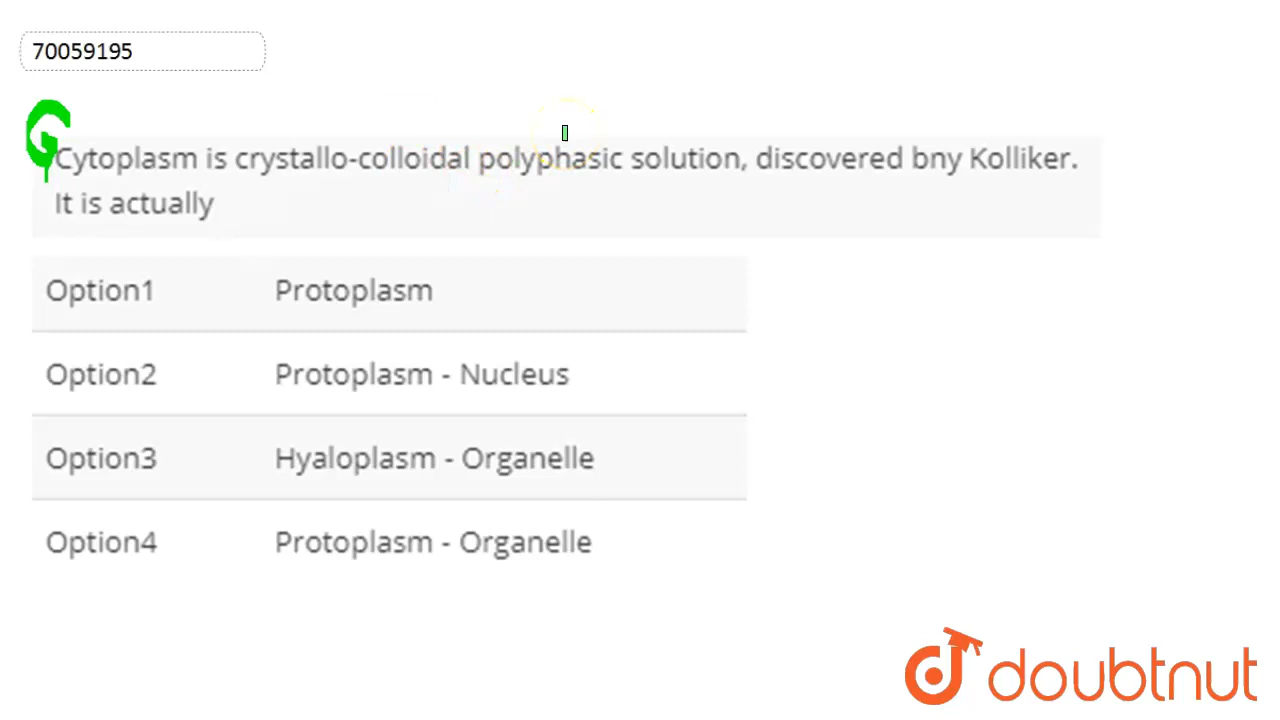 70059195
Cytoplasm is crystallo-colloidal polyphasic solution, discovered bny Kolliker.
It is actually
Option1 Protoplasm
Option2 Protoplasm - Nucleus
Option3 Hyaloplasm - Organelle
Option4 Protoplasm - Organelle
doubtnut